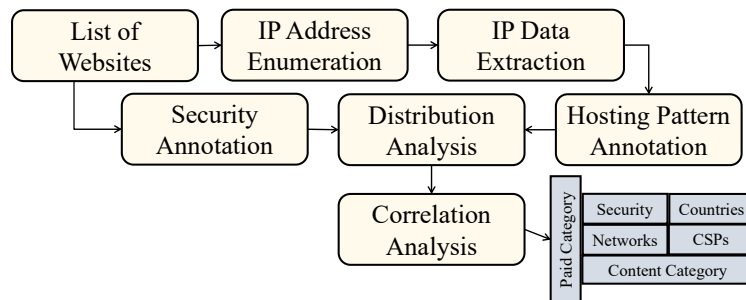 List of
Websites
IP Address
Enumeration
IP Data
Extraction
Security
Annotation
Distribution
Analysis
Hosting Pattern
Annotation
Correlation
Analysis
Paid Category
Security
Countries
Networks
CSPs
Content Category